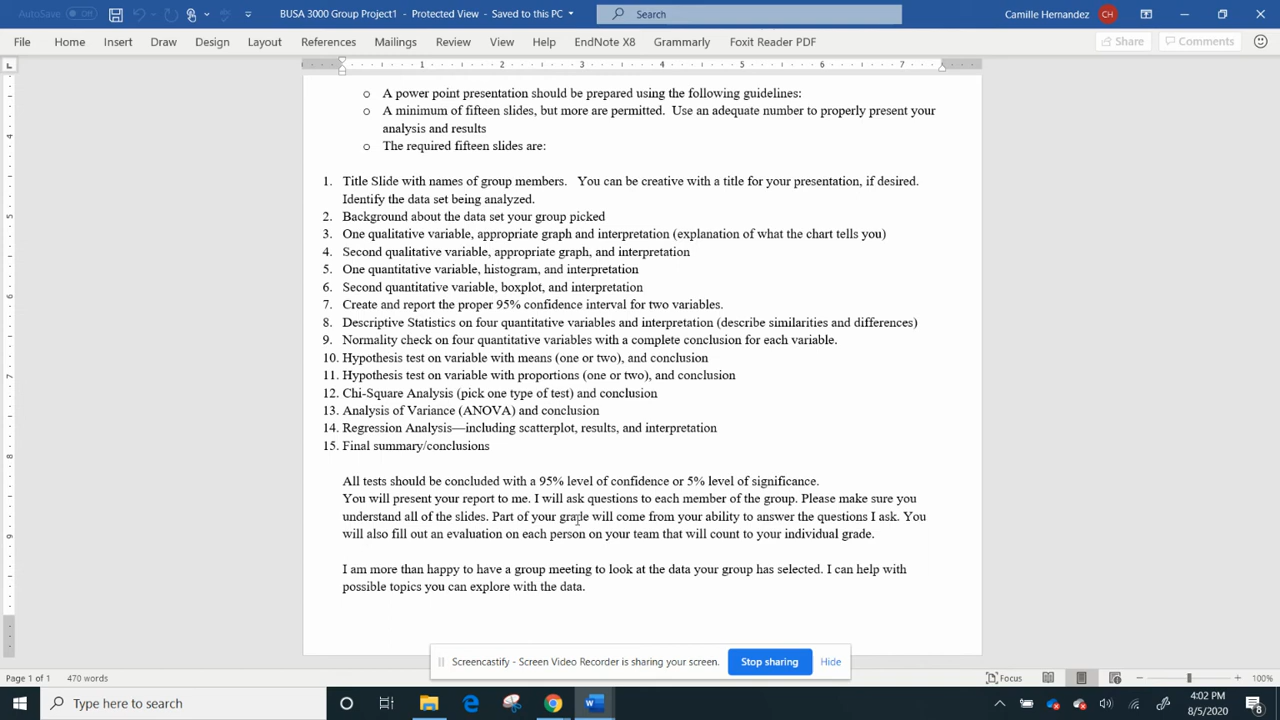 AutoSave Off
BUSA 3000 Group Project - Protected View - Saved to this PC
Search
Camille Hernandez CH
File Home Insert Draw Design Layout References Mailings Review View Help EndNote X8 Grammarly Foxit Reader PDF Share Comments
1 2 3 4 5 6 7
o A power point presentation should be prepared using the following guidelines:
o A minimum of fifteen slides, but more are permitted. Use an adequate number to properly present your
analysis and results
o The required fifteen slides are:
1. Title Slide with names of group members. You can be creative with a title for your presentation, if desired.
Identify the data set being analyzed.
2. Background about the data set your group picked
3. One qualitative variable, appropriate graph and interpretation (explanation of what the chart tells you)
4. Second qualitative variable, appropriate graph, and interpretation
5. One quantitative variable, histogram, and interpretation
6. Second quantitative variable, boxplot, and interpretation
7. Create and report the proper 95% confidence interval for two variables.
8. Descriptive Statistics on four quantitative variables and interpretation (describe similarities and differences)
9. Normality check on four quantitative variables with a complete conclusion for each variable.
10. Hypothesis test on variable with means (one or two), and conclusion
11. Hypothesis test on variable with proportions (one or two), and conclusion
12. Chi-Square Analysis (pick one type of test) and conclusion
13. Analysis of Variance (ANOVA) and conclusion
14. Regression Analysis—including scatterplot, results, and interpretation
15. Final summary/conclusions
All tests should be concluded with a 95% level of confidence or 5% level of significance.
You will present your report to me. I will ask questions to each member of the group. Please make sure you
understand all of the slides. Part of your grade will come from your ability to answer the questions I ask. You
will also fill out an evaluation on each person on your team that will count to your individual grade.
I am more than happy to have a group meeting to look at the data your group has selected. I can help with
possible topics you can explore with the data.
4
5
6
7
8
9
Screencastify - Screen Video Recorder is sharing your screen. Stop sharing Hide
Page 1 of 1 470 words Focus 100%
Type here to search
4:02 PM
8/5/2020
8